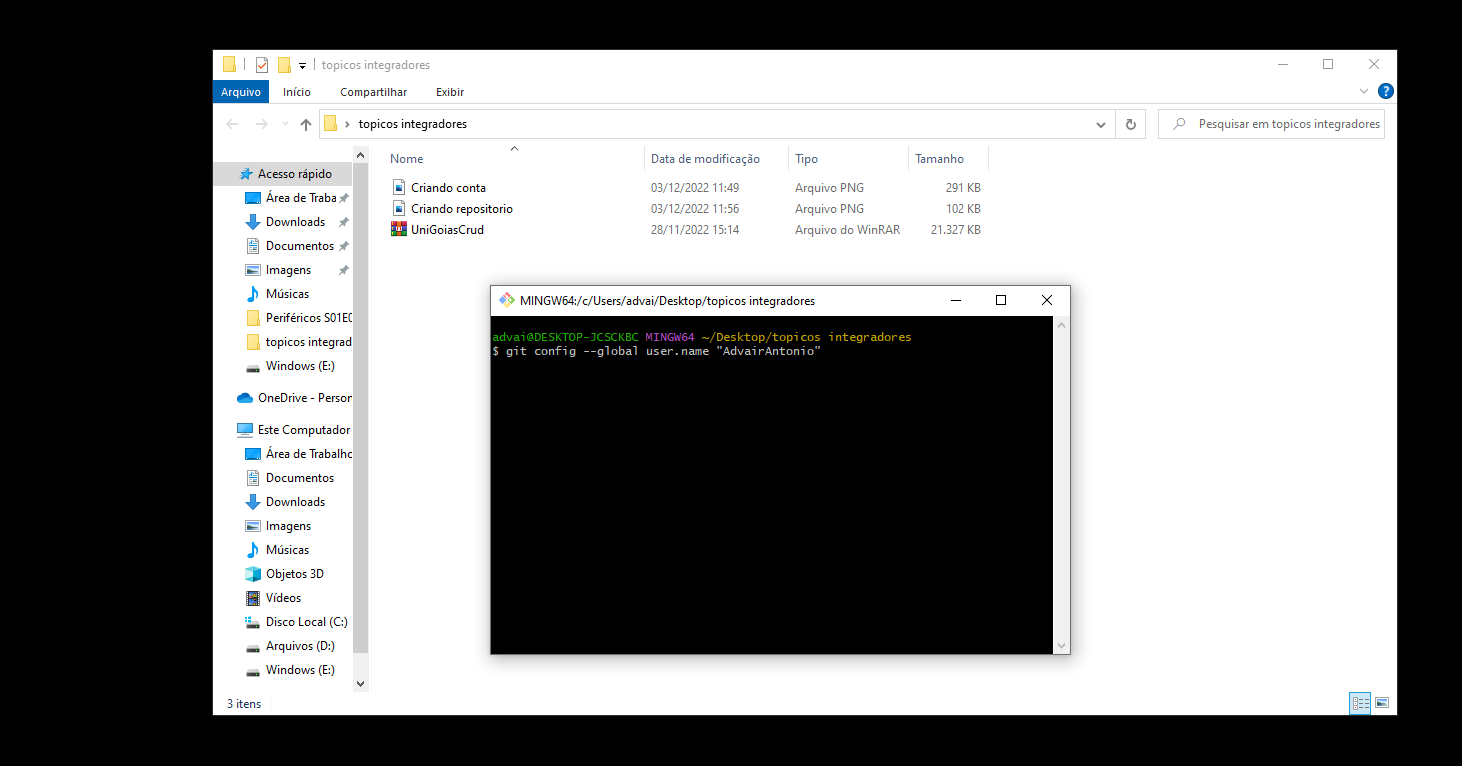 topicos integradores
Arquivo Início Compartilhar Exibir
topicos integradores
Pesquisar em topicos integradores
Nome Data de modificação Tipo Tamanho
Criando conta 03/12/2022 11:49 Arquivo PNG 291 KB
Criando repositorio 03/12/2022 11:56 Arquivo PNG 102 KB
UniGoiasCrud 28/11/2022 15:14 Arquivo do WinRAR 21.327 KB
Acesso rápido
Área de Traba
Downloads
Documentos
Imagens
Músicas
Periféricos S01E0
topicos integrad
Windows (E:)
OneDrive - Person
Este Computador
Área de Trabalho
Documentos
Downloads
Imagens
Músicas
Objetos 3D
Vídeos
Disco Local (C:)
Arquivos (D:)
Windows (E:)
3 itens
MINGW64:/c/Users/advai/Desktop/topicos integradores
advai@DESKTOP-JCSCKBC MINGW64 ~/Desktop/topicos integradores
$ git config --global user.name "AdvairAntonio"